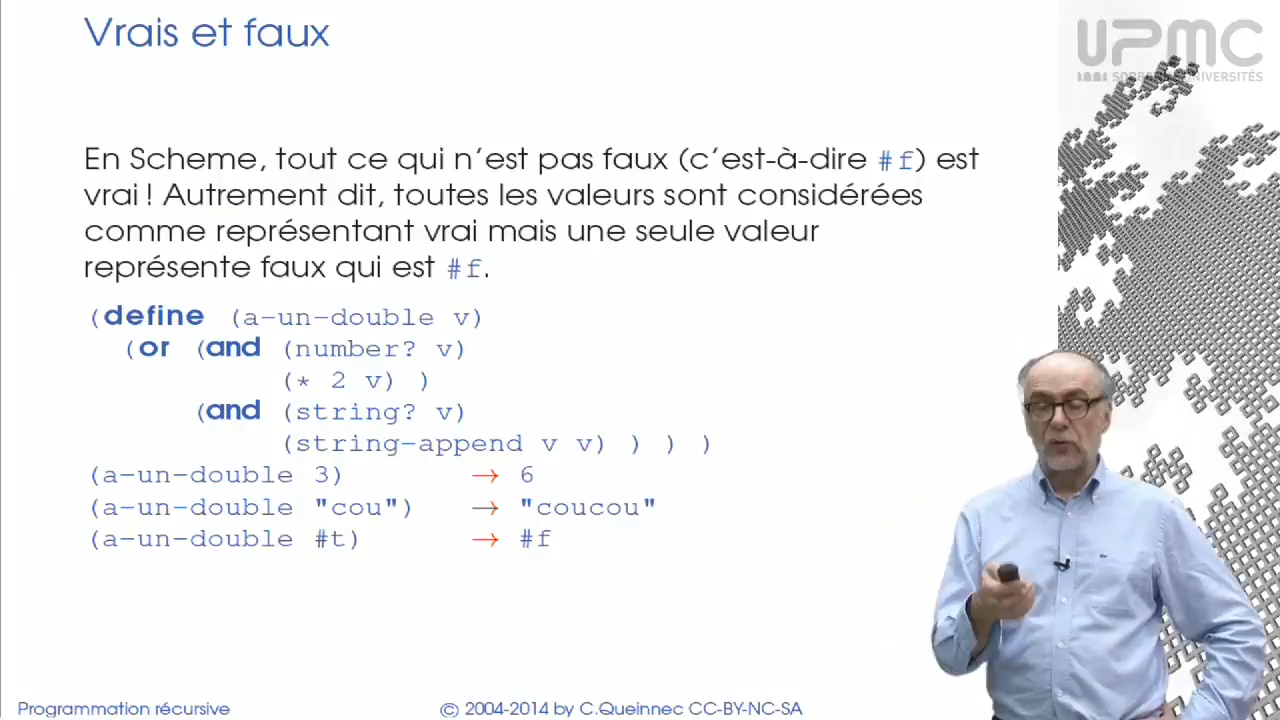 Vrais et faux
UPMC
SORBONNE UNIVERSITÉS
En Scheme, tout ce qui n'est pas faux (c'est-à-dire #f) est
vrai ! Autrement dit, toutes les valeurs sont considérées
comme représentant vrai mais une seule valeur
représente faux qui est #f.
(define (a-un-double v)
(or (and (number? v)
(* 2 v) )
(and (string? v)
(string-append v v) ) ) )
(a-un-double 3) → 6
(a-un-double "cou") → "coucou"
(a-un-double #t) → #f
Programmation récursive
© 2004-2014 by C.Queinnec CC-BY-NC-SA